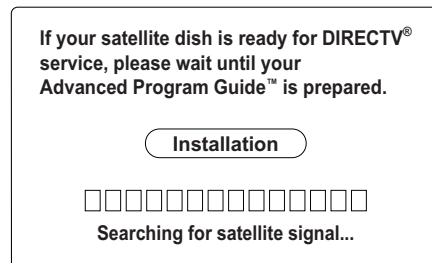 If your satellite dish is ready for DIRECTV®
service, please wait until your
Advanced Program Guide™ is prepared.
Installation
Searching for satellite signal...